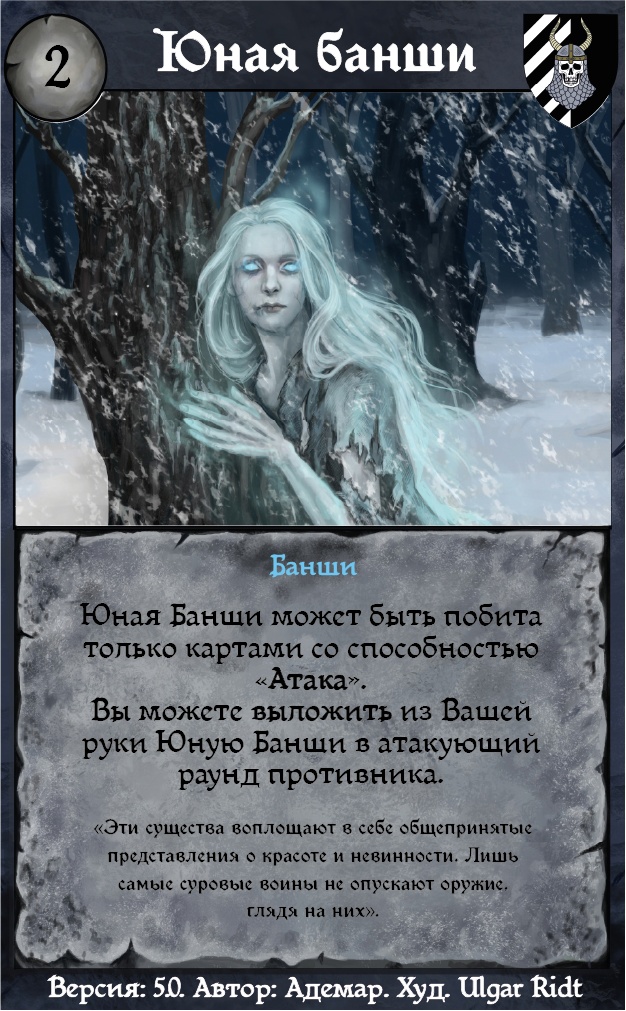 2
Юная банши
Банши
Юная Банши может быть побита
только картами со способностью
«Атака».
Вы можете выложить из Вашей
руки Юную Банши в атакующий
раунд противника.
«Эти существа воплощают в себе общепринятые
представления о красоте и невинности. Лишь
самые суровые воины не опускают оружие.
глядя на них».
Версия: 5.0. Автор: Адемар. Худ. Ulgar Ridt